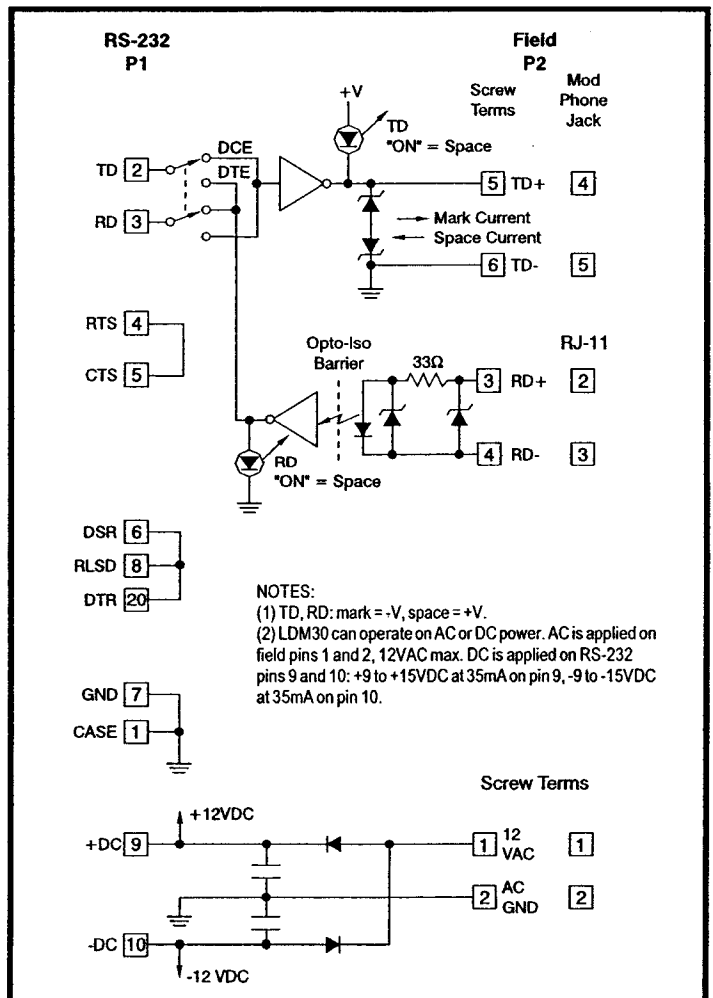 RS-232
P1
Field
P2
Screw
Terms
Mod
Phone
Jack
+V
TD
"ON" = Space
TD 2
DCE
DTE
RD 3
5 TD+ 4
Mark Current
Space Current
6 TD- 5
RTS 4
CTS 5
Opto-Iso
Barrier
33Ω
RJ-11
3 RD+ 2
4 RD- 3
RD
"ON" = Space
DSR 6
RLSD 8
DTR 20
NOTES:
(1) TD, RD: mark = -V, space = +V.
(2) LDM30 can operate on AC or DC power. AC is applied on
field pins 1 and 2, 12VAC max. DC is applied on RS-232
pins 9 and 10: +9 to +15VDC at 35mA on pin 9, -9 to -15VDC
at 35mA on pin 10.
GND 7
CASE 1
Screw Terms
+12VDC
+DC 9
1 12 VAC 1
2 AC GND 2
-DC 10
-12 VDC